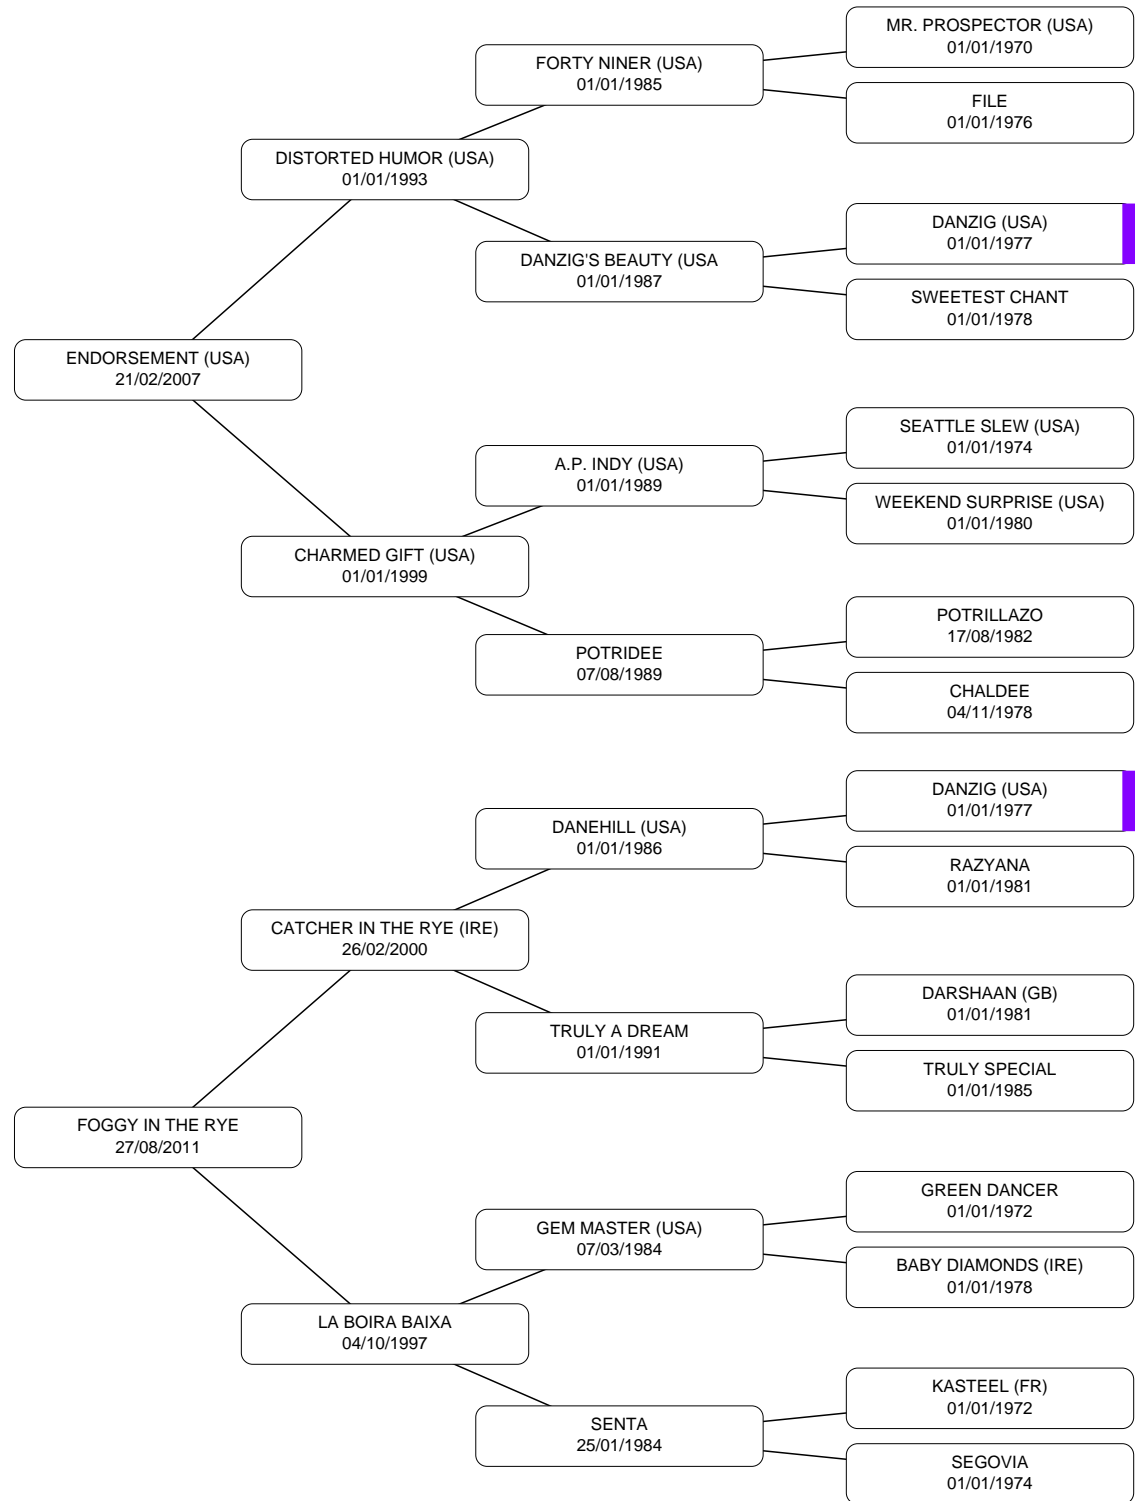 MR. PROSPECTOR (USA)
01/01/1970
FORTY NINER (USA)
01/01/1985
FILE
01/01/1976
DISTORTED HUMOR (USA)
01/01/1993
DANZIG (USA)
01/01/1977
DANZIG'S BEAUTY (USA
01/01/1987
SWEETEST CHANT
01/01/1978
ENDORSEMENT (USA)
21/02/2007
SEATTLE SLEW (USA)
01/01/1974
A.P. INDY (USA)
01/01/1989
WEEKEND SURPRISE (USA)
01/01/1980
CHARMED GIFT (USA)
01/01/1999
POTRILLAZO
17/08/1982
POTRIDEE
07/08/1989
CHALDEE
04/11/1978
DANZIG (USA)
01/01/1977
DANEHILL (USA)
01/01/1986
RAZYANA
01/01/1981
CATCHER IN THE RYE (IRE)
26/02/2000
DARSHAAN (GB)
01/01/1981
TRULY A DREAM
01/01/1991
TRULY SPECIAL
01/01/1985
FOGGY IN THE RYE
27/08/2011
GREEN DANCER
01/01/1972
GEM MASTER (USA)
07/03/1984
BABY DIAMONDS (IRE)
01/01/1978
LA BOIRA BAIXA
04/10/1997
KASTEEL (FR)
01/01/1972
SENTA
25/01/1984
SEGOVIA
01/01/1974